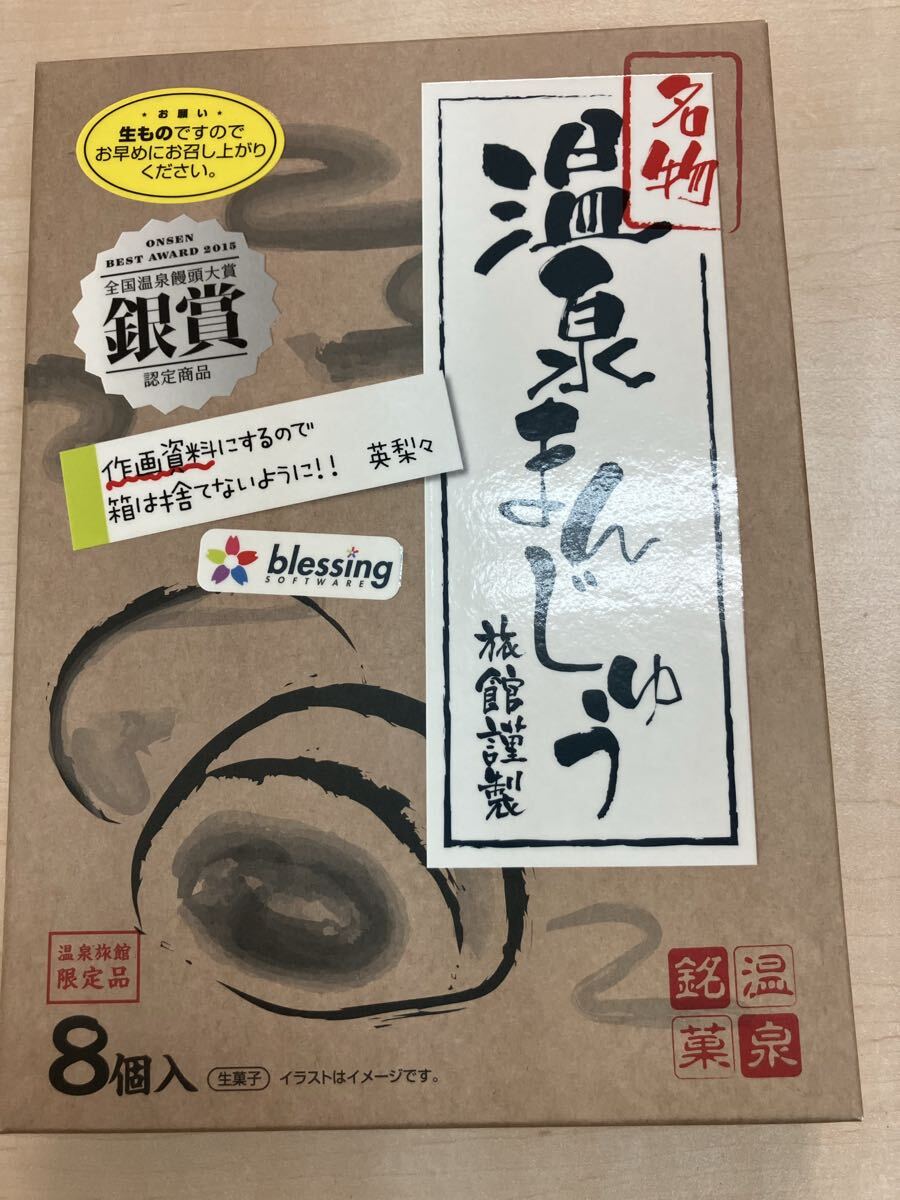 ・お願い・
生ものですので
お早めにお召し上がり
ください。
名物
温泉まんじゅう
旅館謹製
ONSEN
BEST AWARD 2015
全国温泉饅頭大賞
銀賞
認定商品
作画資料にするので
箱は捨てないように!! 英梨々
blessing
SOFTWARE
温泉旅館
限定品
8個入 生菓子 イラストはイメージです。
温泉
銘菓